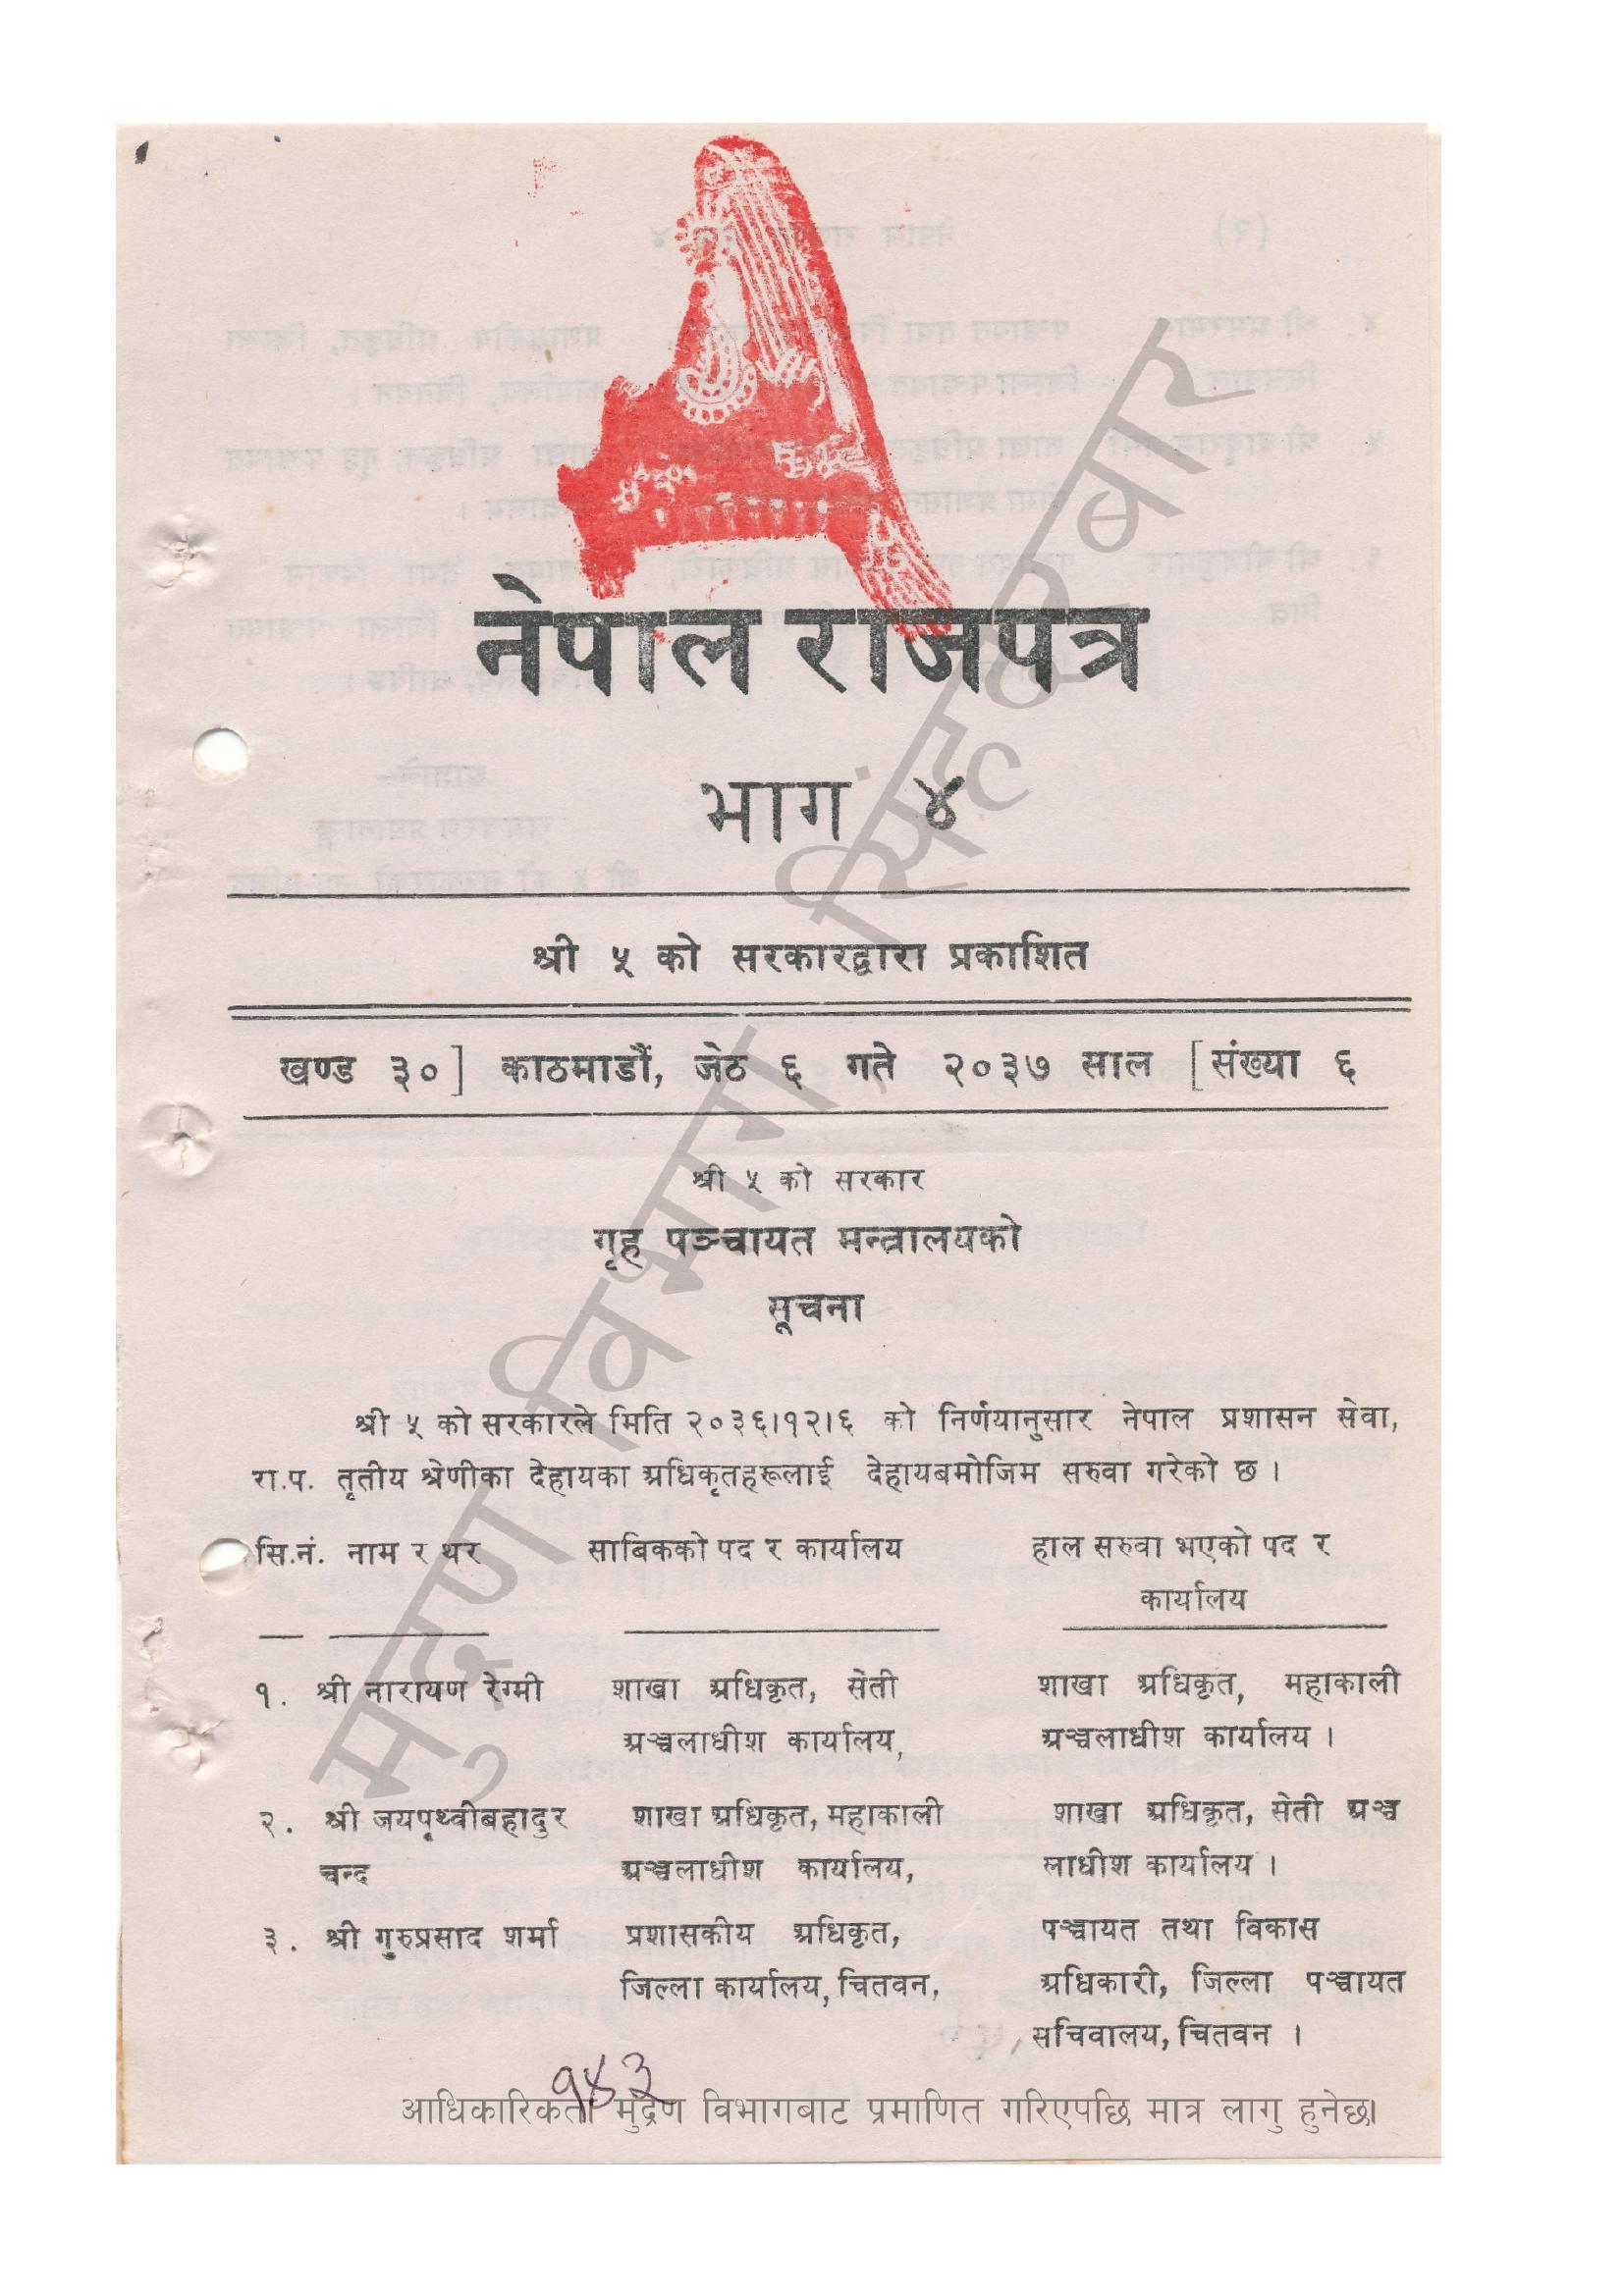 नेपाल राजपत्र
भाग ४
श्री ५ को सरकारद्वारा प्रकाशित
खण्ड ३०] काठमाडौं, जेठ ६ गते २०३७ साल [संख्या ६
श्री ५ को सरकार
गृह पञ्चायत मन्त्रालयको
सूचना
श्री ५ को सरकारले मिति २०३६।१२।६ को निर्णयानुसार नेपाल प्रशासन सेवा,
रा.प. तृतीय श्रेणीका देहायका अधिकृतहरूलाई देहायबमोजिम सरुवा गरेको छ ।
सि.नं. नाम र थर साबिकको पद र कार्यालय हाल सरुवा भएको पद र
कार्यालय
१. श्री नारायण रेग्मी शाखा अधिकृत, सेती शाखा अधिकृत, महाकाली
अञ्चलाधीश कार्यालय, अञ्चलाधीश कार्यालय ।
२. श्री जयपृथ्वीबहादुर शाखा अधिकृत, महाकाली शाखा अधिकृत, सेती अञ्च
चन्द अञ्चलाधीश कार्यालय, लाधीश कार्यालय ।
३. श्री गुरुप्रसाद शर्मा प्रशासकीय अधिकृत, पञ्चायत तथा विकास
जिल्ला कार्यालय, चितवन, अधिकारी, जिल्ला पञ्चायत
सचिवालय, चितवन ।
१४३
आधिकारिकता मुद्रण विभागबाट प्रमाणित गरिएपछि मात्र लागु हुनेछ।
मुद्रण विभाग सिंहदरबार